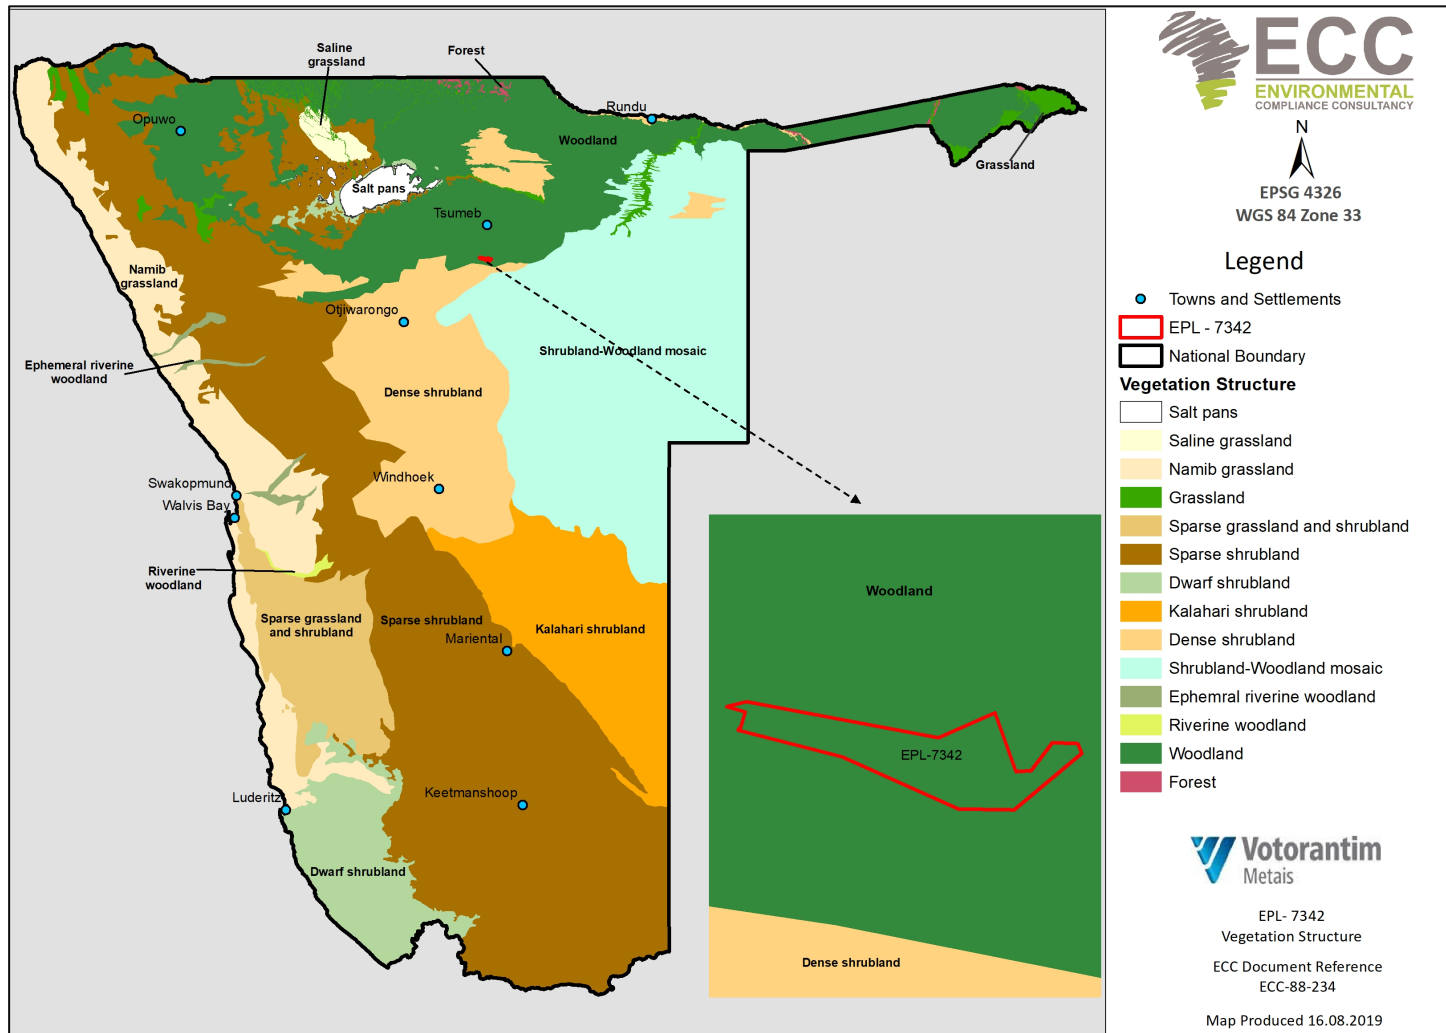 Saline
grassland
Forest
Opuwo
Rundu
Woodland
Grassland
Salt pans
Tsumeb
Namib
grassland
Otjiwarongo
Shrubland-Woodland mosaic
Ephemeral riverine
woodland
Dense shrubland
Swakopmund
Walvis Bay
Windhoek
Riverine
woodland
Sparse grassland
and shrubland
Sparse shrubland
Mariental
Kalahari shrubland
Luderitz
Keetmanshoop
Dwarf shrubland
Woodland
EPL-7342
Dense shrubland
ECC
ENVIRONMENTAL
COMPLIANCE CONSULTANCY
N
EPSG 4326
WGS 84 Zone 33
Legend
Towns and Settlements
EPL - 7342
National Boundary
Vegetation Structure
Salt pans
Saline grassland
Namib grassland
Grassland
Sparse grassland and shrubland
Sparse shrubland
Dwarf shrubland
Kalahari shrubland
Dense shrubland
Shrubland-Woodland mosaic
Ephemral riverine woodland
Riverine woodland
Woodland
Forest
Votorantim
Metais
EPL- 7342
Vegetation Structure
ECC Document Reference
ECC-88-234
Map Produced 16.08.2019